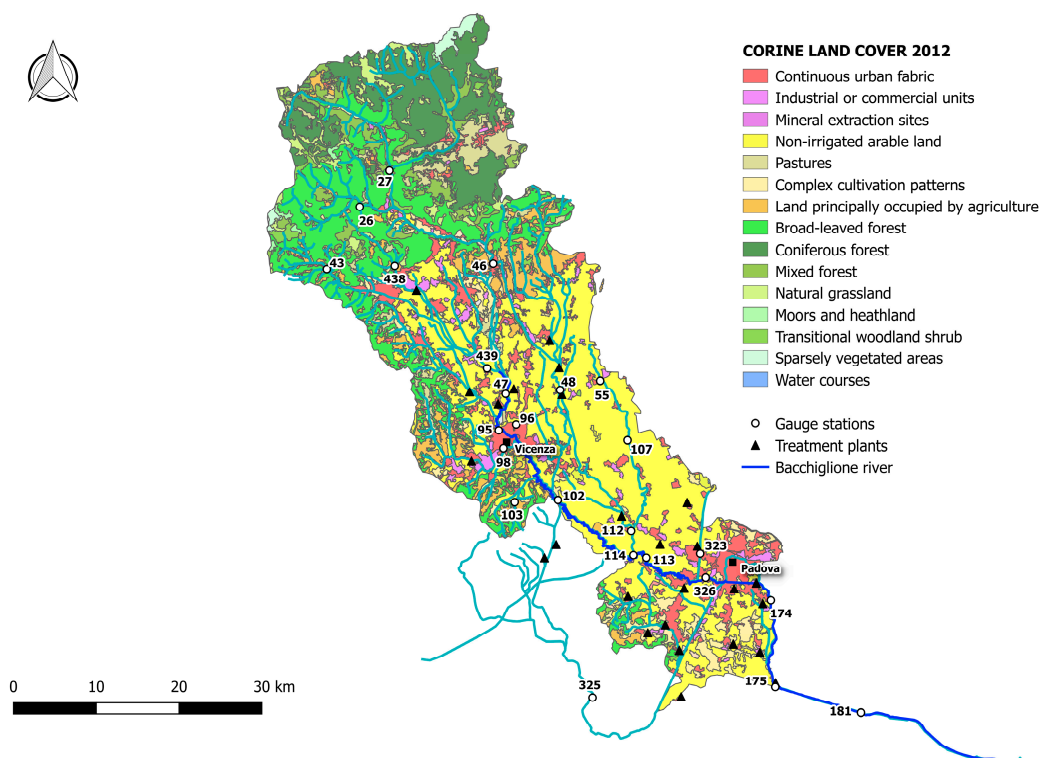 CORINE LAND COVER 2012
Continuous urban fabric
Industrial or commercial units
Mineral extraction sites
Non-irrigated arable land
Pastures
Complex cultivation patterns
Land principally occupied by agriculture
Broad-leaved forest
Coniferous forest
Mixed forest
Natural grassland
Moors and heathland
Transitional woodland shrub
Sparsely vegetated areas
Water courses
Gauge stations
Treatment plants
Bacchiglione river
27
26
43
438
46
439
47
48
55
96
95
Vicenza
98
107
102
103
112
323
114
113
Padova
326
174
175
325
181
0 10 20 30 km